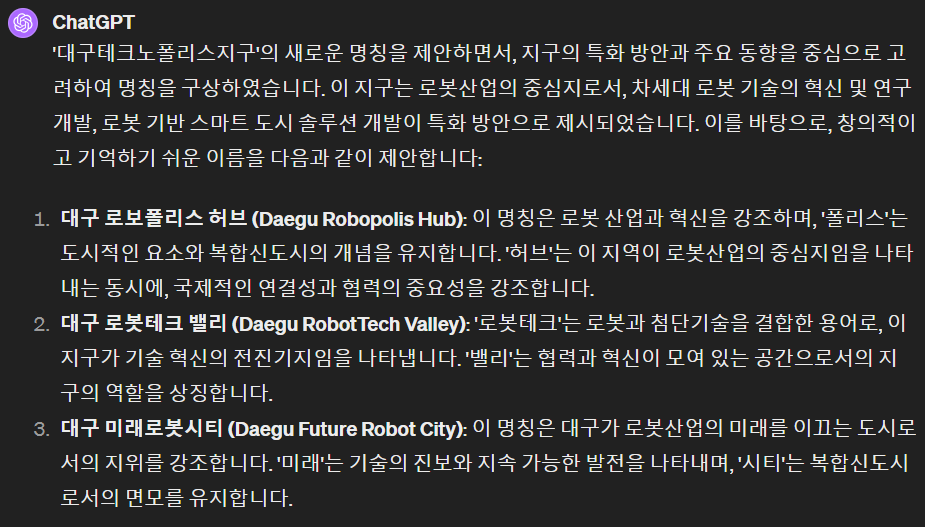 ChatGPT
'대구테크노폴리스지구'의 새로운 명칭을 제안하면서, 지구의 특화 방안과 주요 동향을 중심으로 고
려하여 명칭을 구상하였습니다. 이 지구는 로봇산업의 중심지로서, 차세대 로봇 기술의 혁신 및 연구
개발, 로봇 기반 스마트 도시 솔루션 개발이 특화 방안으로 제시되었습니다. 이를 바탕으로, 창의적이
고 기억하기 쉬운 이름을 다음과 같이 제안합니다:
1. 대구 로보폴리스 허브 (Daegu Robopolis Hub): 이 명칭은 로봇 산업과 혁신을 강조하며, '폴리스'는
도시적인 요소와 복합신도시의 개념을 유지합니다. '허브'는 이 지역이 로봇산업의 중심지임을 나타
내는 동시에, 국제적인 연결성과 협력의 중요성을 강조합니다.
2. 대구 로봇테크 밸리 (Daegu RobotTech Valley): '로봇테크'는 로봇과 첨단기술을 결합한 용어로, 이
지구가 기술 혁신의 전진기지임을 나타냅니다. '밸리'는 협력과 혁신이 모여 있는 공간으로서의 지
구의 역할을 상징합니다.
3. 대구 미래로봇시티 (Daegu Future Robot City): 이 명칭은 대구가 로봇산업의 미래를 이끄는 도시로
서의 지위를 강조합니다. '미래'는 기술의 진보와 지속 가능한 발전을 나타내며, '시티'는 복합신도시
로서의 면모를 유지합니다.